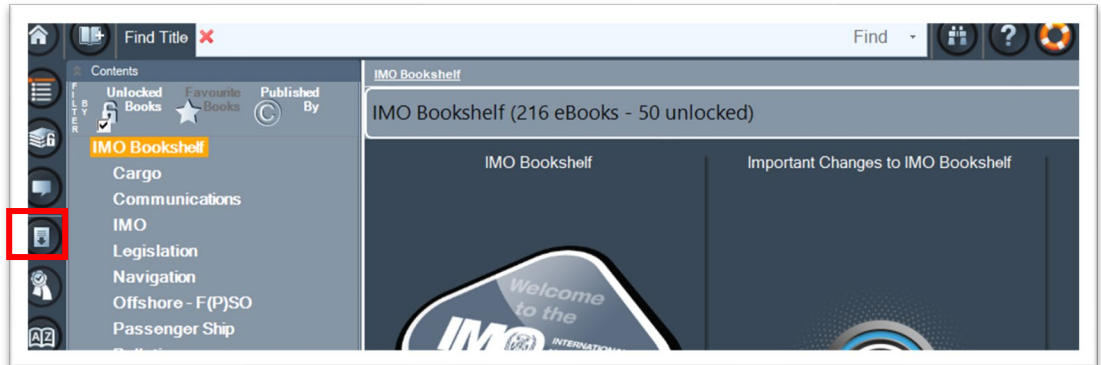 Find Title
Find
?
Contents
FILTER
BY
Unlocked Books
Favourite Books
Published By
IMO Bookshelf
Cargo
Communications
IMO
Legislation
Navigation
Offshore - F(P)SO
Passenger Ship
6
AZ
IMO Bookshelf
IMO Bookshelf (216 eBooks - 50 unlocked)
IMO Bookshelf
Important Changes to IMO Bookshelf
Welcome
to the
IMO